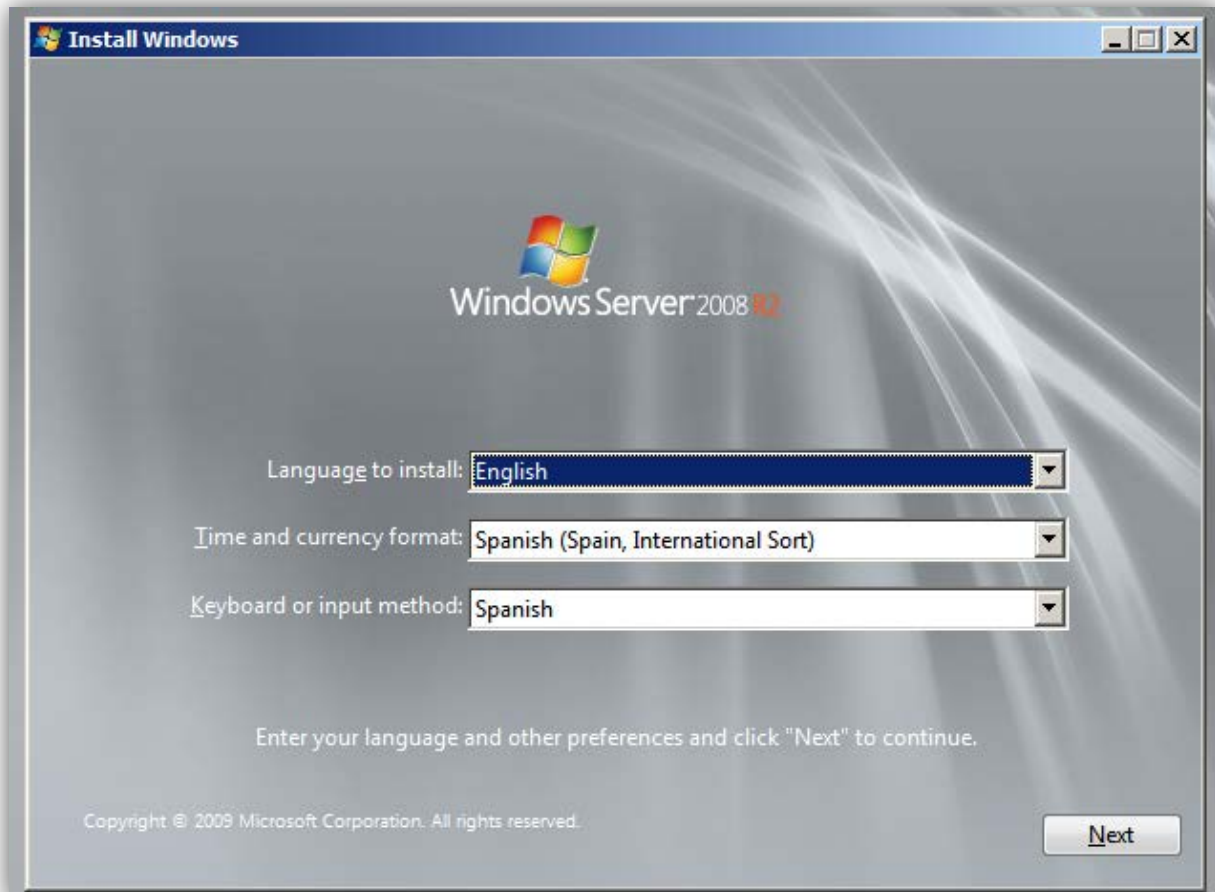 Install Windows
Windows Server 2008 R2
Language to install: English
Time and currency format: Spanish (Spain, International Sort)
Keyboard or input method: Spanish
Enter your language and other preferences and click "Next" to continue.
Copyright © 2009 Microsoft Corporation. All rights reserved.
Next